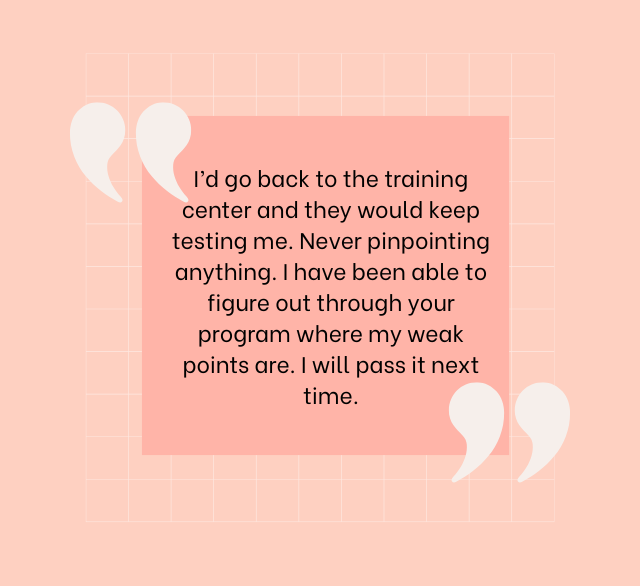 I’d go back to the training
center and they would keep
testing me. Never pinpointing
anything. I have been able to
figure out through your
program where my weak
points are. I will pass it next
time.